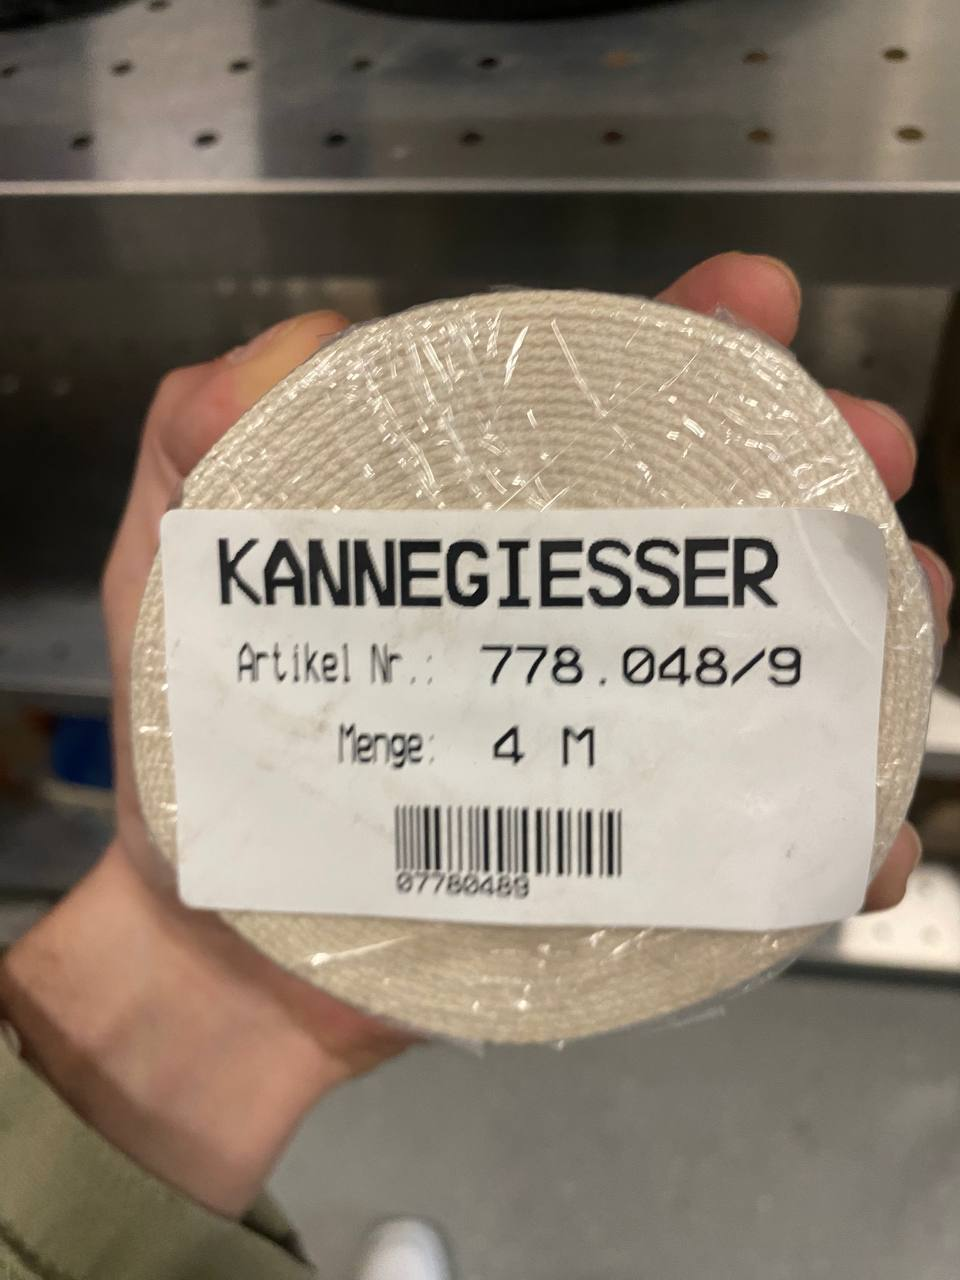 KANNEGIESSER
Artikel Nr.: 778.048/9
Menge: 4 M
07780489